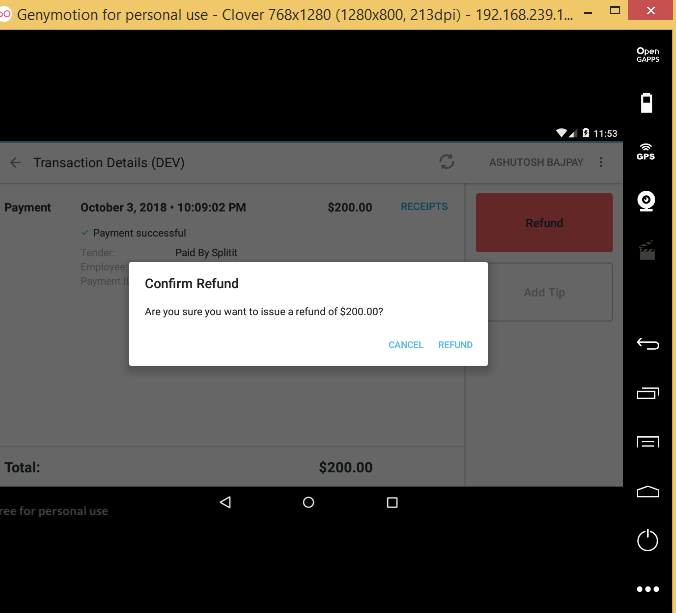 Genymotion for personal use - Clover 768x1280 (1280x800, 213dpi) - 192.168.239.1...
Open
GAPPS
11:53
Transaction Details (DEV)
ASHUTOSH BAJPAY
GPS
Payment
October 3, 2018 • 10:09:02 PM
$200.00
RECEIPTS
Refund
Payment successful
Tender:
Paid By Splitit
Employee:
Payment I
Confirm Refund
Are you sure you want to issue a refund of $200.00?
CANCEL
REFUND
Add Tip
Total:
$200.00
ree for personal use